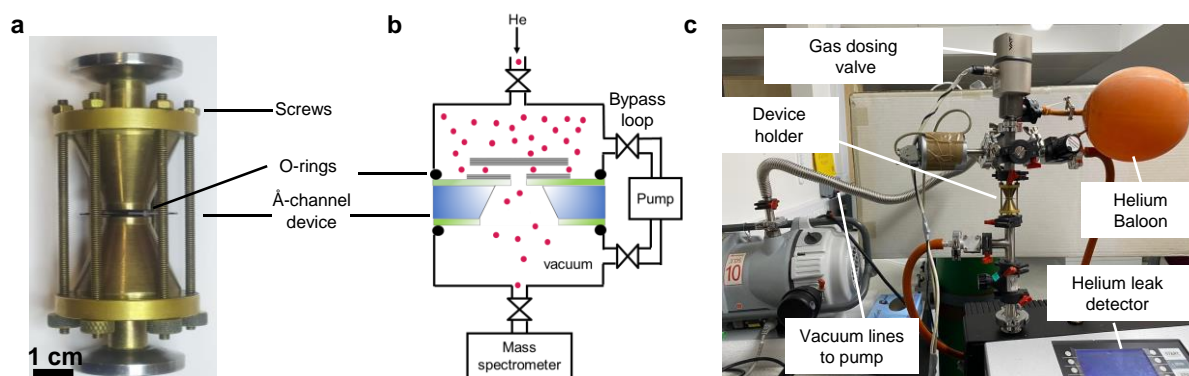 a
Screws
O-rings
Å-channel
device
1 cm
b
He
Bypass
loop
Pump
vacuum
Mass
spectrometer
c
Gas dosing
valve
Device
holder
Helium
Baloon
Helium leak
detector
Vacuum lines
to pump
10